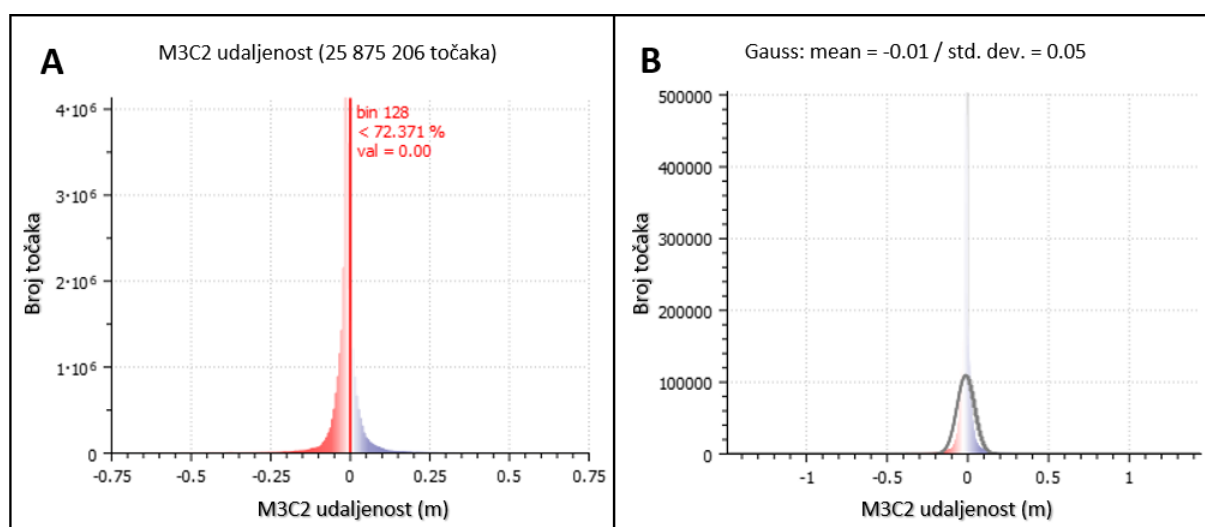 A
M3C2 udaljenost (25 875 206 točaka)
4·10⁶
3·10⁶
2·10⁶
1·10⁶
0
bin 128
< 72.371 %
val = 0.00
Broj točaka
-0.75
-0.5
-0.25
0
0.25
0.5
0.75
M3C2 udaljenost (m)
B
Gauss: mean = -0.01 / std. dev. = 0.05
500000
400000
300000
200000
100000
0
Broj točaka
-1
-0.5
0
0.5
1
M3C2 udaljenost (m)